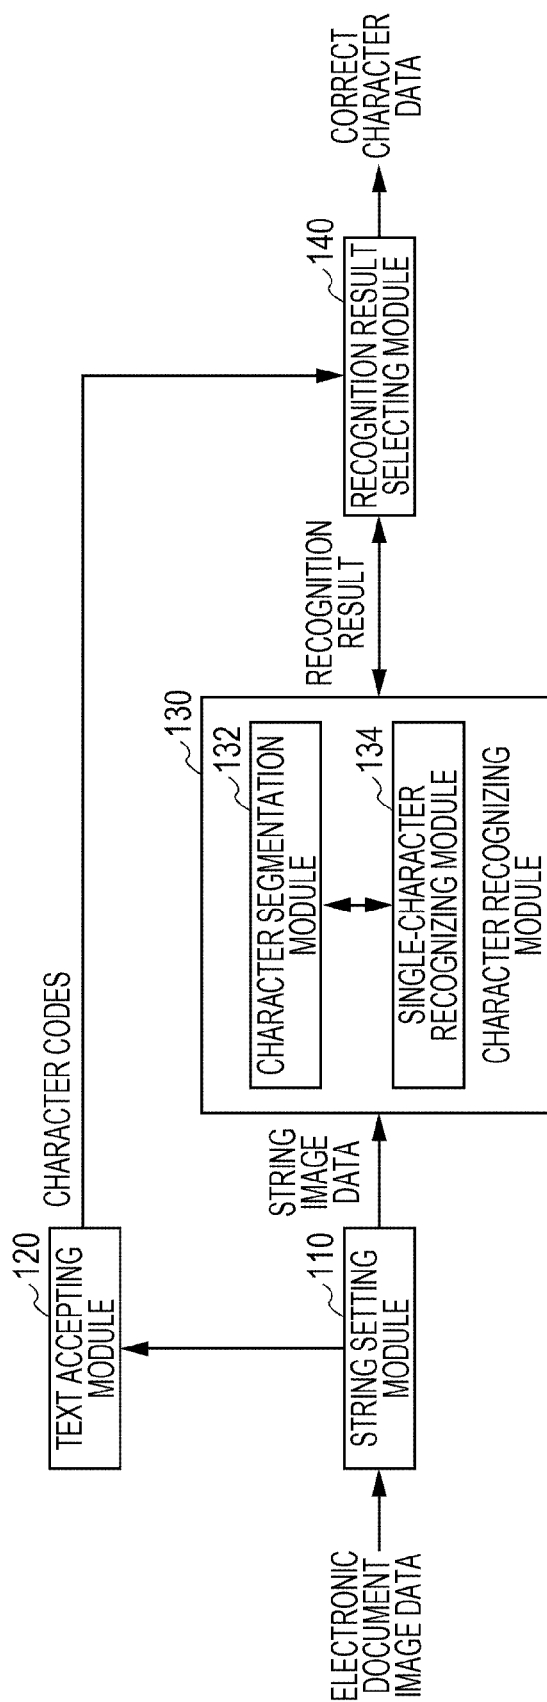 ELECTRONIC
DOCUMENT
IMAGE DATA
110
STRING SETTING
MODULE
120
TEXT ACCEPTING
MODULE
CHARACTER CODES
STRING
IMAGE
DATA
130
132
CHARACTER SEGMENTATION
MODULE
134
SINGLE-CHARACTER
RECOGNIZING MODULE
CHARACTER RECOGNIZING
MODULE
RECOGNITION
RESULT
140
RECOGNITION RESULT
SELECTING MODULE
CORRECT
CHARACTER
DATA